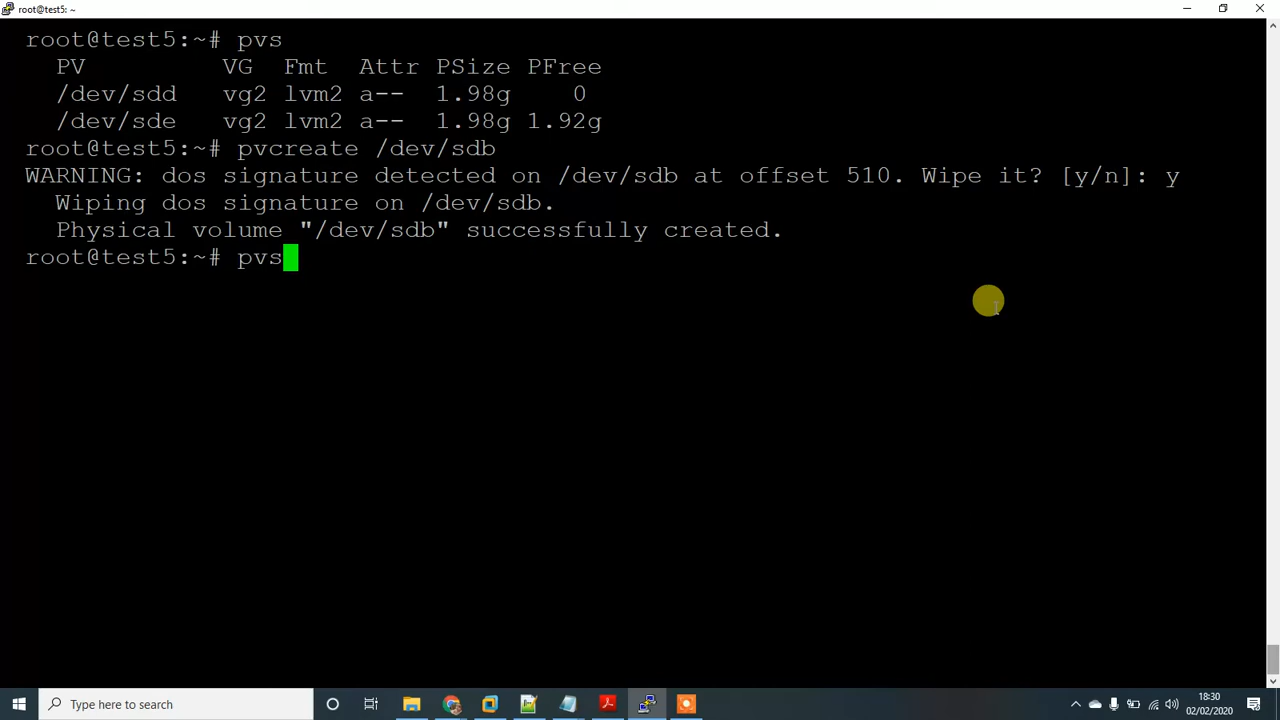 root@test5: ~
root@test5:~# pvs
PV VG Fmt Attr PSize PFree
/dev/sdd vg2 lvm2 a-- 1.98g 0
/dev/sde vg2 lvm2 a-- 1.98g 1.92g
root@test5:~# pvcreate /dev/sdb
WARNING: dos signature detected on /dev/sdb at offset 510. Wipe it? [y/n]: y
Wiping dos signature on /dev/sdb.
Physical volume "/dev/sdb" successfully created.
root@test5:~# pvs
Type here to search
18:30
02/02/2020